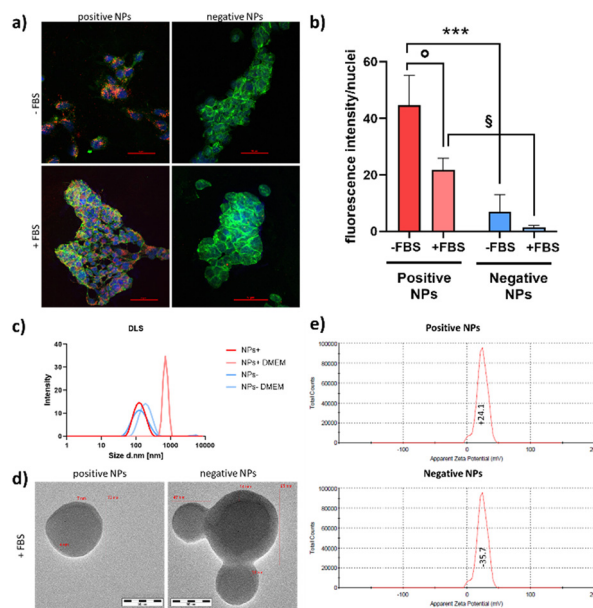 a)
positive NPs
negative NPs
- FBS
+ FBS
b)
fluorescence intensity/nuclei
60
40
20
0
***
°
§
-FBS
+FBS
-FBS
+FBS
Positive
NPs
Negative
NPs
c)
DLS
Intensity
40
30
20
10
0
1
10
100
1000
10000
Size d.nm [nm]
NPs+
NPs+ DMEM
NPs-
NPs- DMEM
d)
positive NPs
negative NPs
+ FBS
e)
Positive NPs
Total Counts
100000
80000
60000
40000
20000
0
+24.1
-100
0
100
Apparent Zeta Potential (mV)
Negative NPs
Total Counts
100000
80000
60000
40000
20000
0
-35.7
-100
0
100
Apparent Zeta Potential (mV)